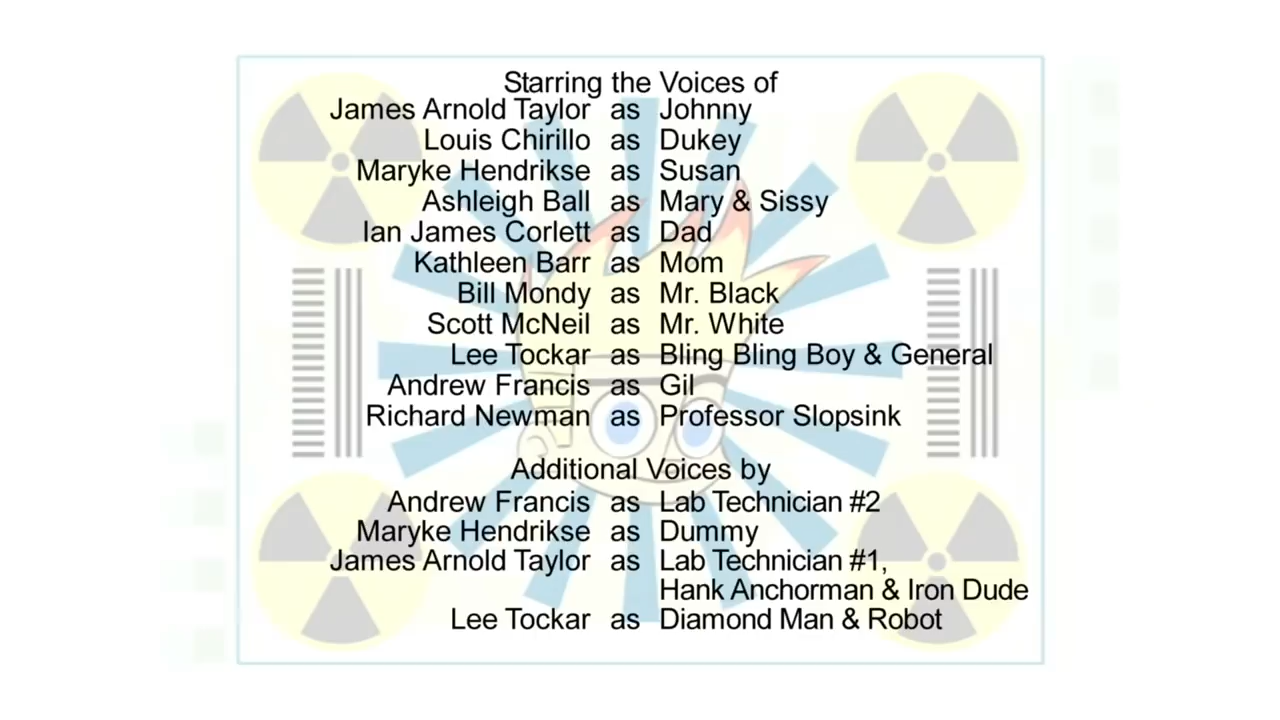 Starring the Voices of
James Arnold Taylor as Johnny
Louis Chirillo as Dukey
Maryke Hendrikse as Susan
Ashleigh Ball as Mary & Sissy
Ian James Corlett as Dad
Kathleen Barr as Mom
Bill Mondy as Mr. Black
Scott McNeil as Mr. White
Lee Tockar as Bling Bling Boy & General
Andrew Francis as Gil
Richard Newman as Professor Slopsink
Additional Voices by
Andrew Francis as Lab Technician #2
Maryke Hendrikse as Dummy
James Arnold Taylor as Lab Technician #1,
Hank Anchorman & Iron Dude
Lee Tockar as Diamond Man & Robot